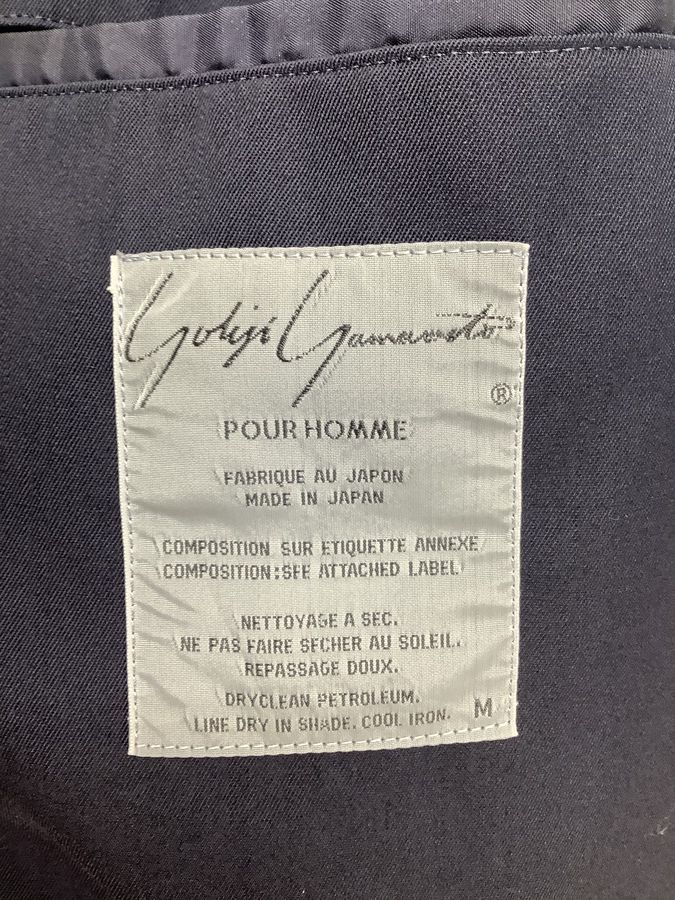 Yohji Yamamoto
®
POUR HOMME
FABRIQUE AU JAPON
MADE IN JAPAN
COMPOSITION SUR ETIQUETTE ANNEXE
COMPOSITION:SEE ATTACHED LABEL
NETTOYAGE A SEC.
NE PAS FAIRE SECHER AU SOLEIL.
REPASSAGE DOUX.
DRYCLEAN PETROLEUM.
LINE DRY IN SHADE. COOL IRON. M